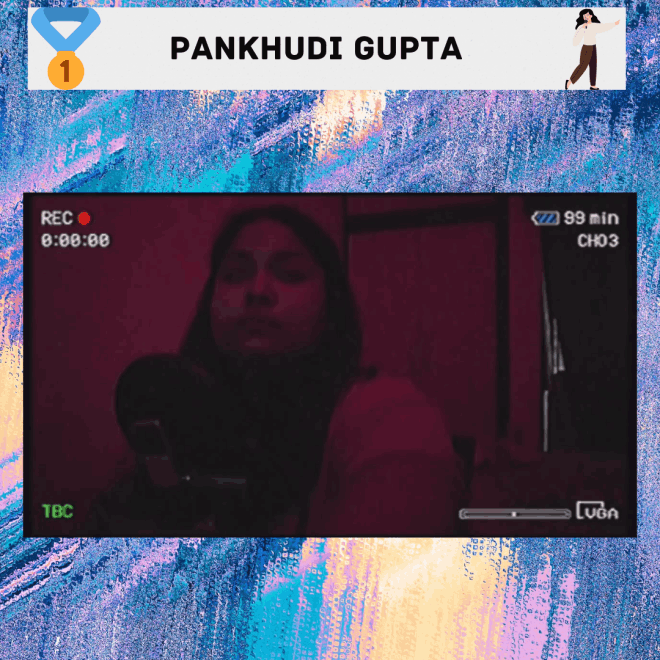 1
PANKHUDI GUPTA
REC
99 min
0:00:00
CH03
TBC
VGA